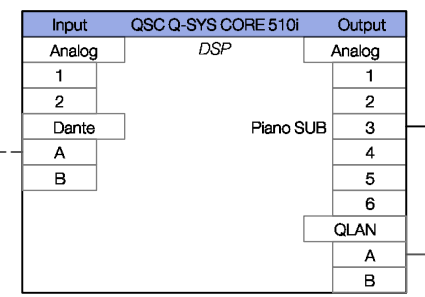 Input QSC Q-SYS CORE 510i Output
Analog DSP Analog
1 1
2 2
Dante Piano SUB 3
A 4
B 5
6
QLAN
A
B